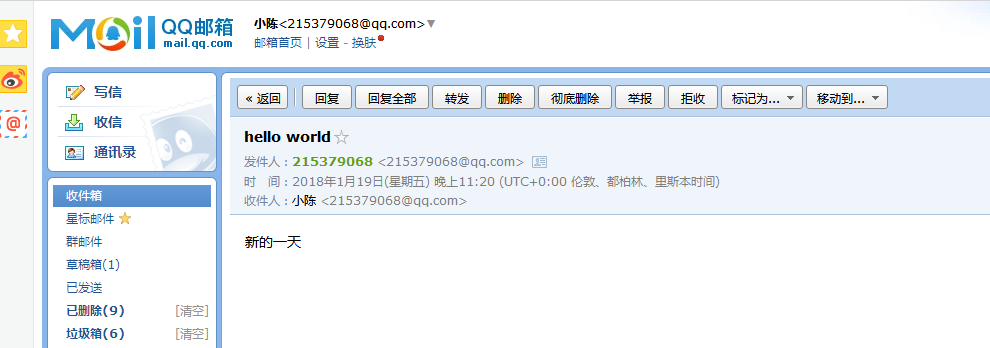 Mail QQ邮箱 mail.qq.com
小陈<215379068@qq.com>
邮箱首页 | 设置 - 换肤
写信
收信
通讯录
收件箱
星标邮件
群邮件
草稿箱(1)
已发送
已删除(9) [清空]
垃圾箱(6) [清空]
« 返回 回复 回复全部 转发 删除 彻底删除 举报 拒收 标记为... 移动到...
hello world
发件人：215379068 <215379068@qq.com>
时 间：2018年1月19日(星期五) 晚上11:20 (UTC+0:00 伦敦、都柏林、里斯本时间)
收件人：小陈 <215379068@qq.com>
新的一天